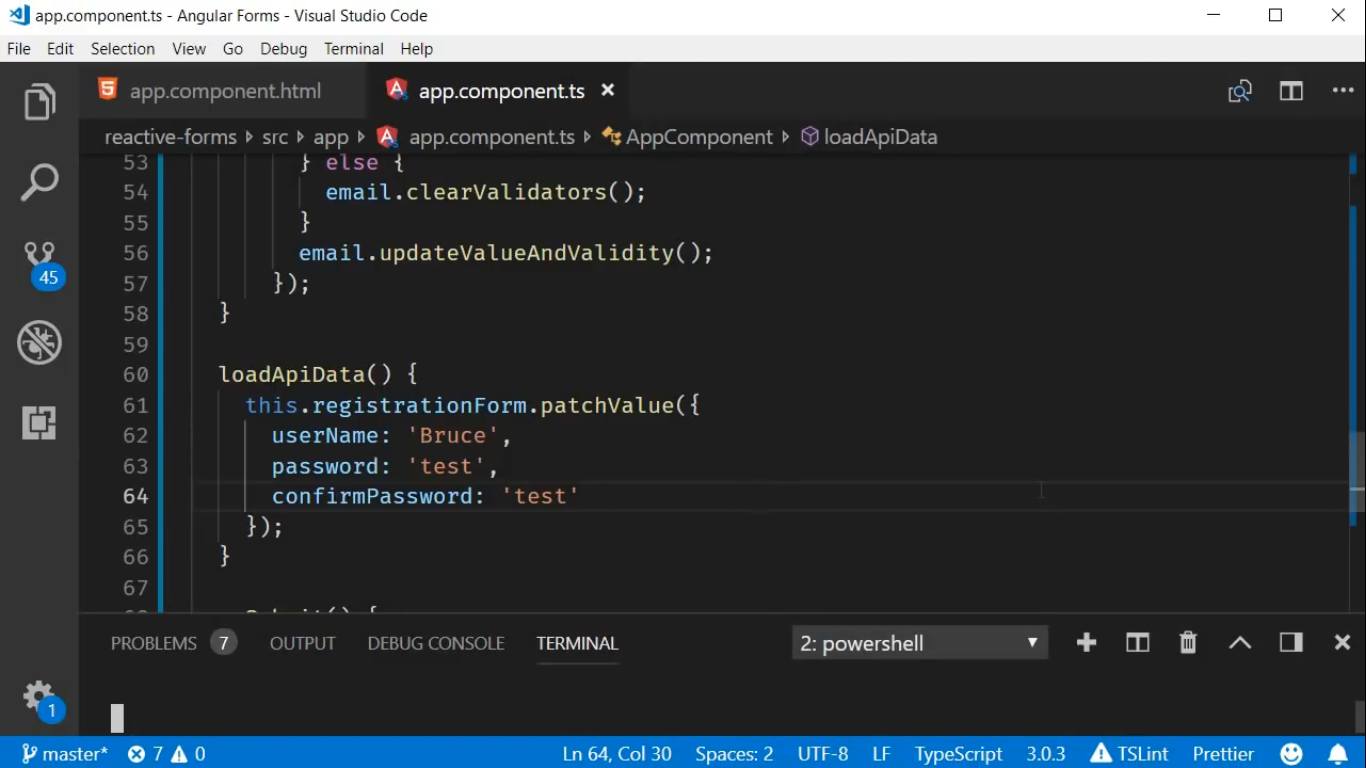 app.component.ts - Angular Forms - Visual Studio Code
File Edit Selection View Go Debug Terminal Help
app.component.html app.component.ts
reactive-forms src app app.component.ts AppComponent loadApiData
53 } else {
54 email.clearValidators();
55 }
56 email.updateValueAndValidity();
57 });
58 }
59
60 loadApiData() {
61 this.registrationForm.patchValue({
62 userName: 'Bruce',
63 password: 'test',
64 confirmPassword: 'test'
65 });
66 }
67
45
1
PROBLEMS 7 OUTPUT DEBUG CONSOLE TERMINAL 2: powershell
master* 7 0 Ln 64, Col 30 Spaces: 2 UTF-8 LF TypeScript 3.0.3 TSLint Prettier